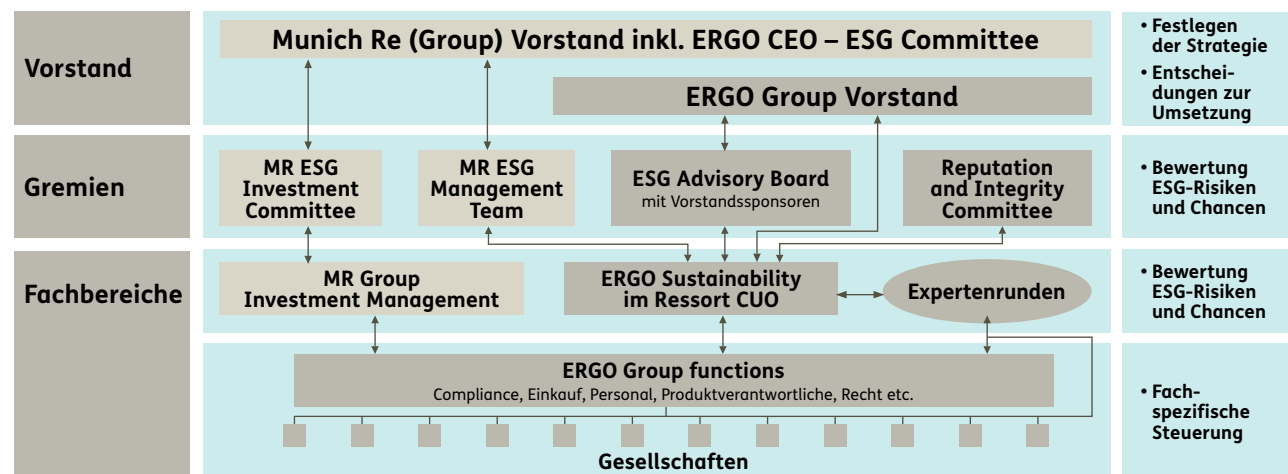 Vorstand
Munich Re (Group) Vorstand inkl. ERGO CEO – ESG Committee
ERGO Group Vorstand
• Festlegen
der Strategie
• Entschei-
dungen zur
Umsetzung
Gremien
MR ESG
Investment
Committee
MR ESG
Management
Team
ESG Advisory Board
mit Vorstandssponsoren
Reputation
and Integrity
Committee
• Bewertung
ESG-Risiken
und Chancen
Fachbereiche
MR Group
Investment Management
ERGO Sustainability
im Ressort CUO
Expertenrunden
• Bewertung
ESG-Risiken
und Chancen
ERGO Group functions
Compliance, Einkauf, Personal, Produktverantwortliche, Recht etc.
Gesellschaften
• Fach-
spezifische
Steuerung